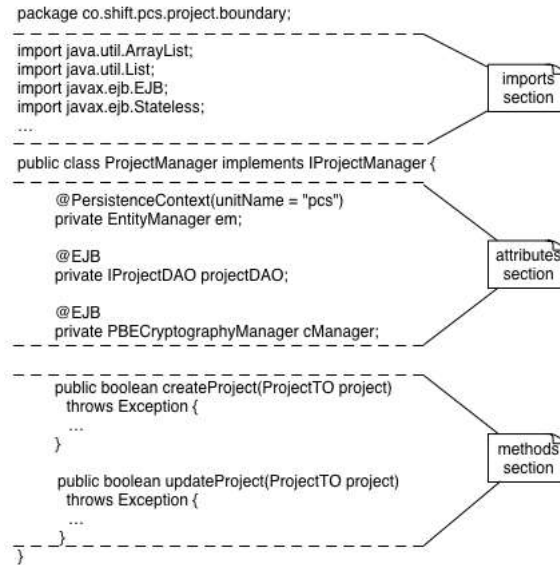 package co.shift.pcs.project.boundary;
import java.util.ArrayList;
import java.util.List;
import javax.ejb.EJB;
import javax.ejb.Stateless;
...
imports
section
public class ProjectManager implements IProjectManager {
@PersistenceContext(unitName = "pcs")
private EntityManager em;
@EJB
private IProjectDAO projectDAO;
@EJB
private PBECryptographyManager cManager;
attributes
section
public boolean createProject(ProjectTO project)
throws Exception {
...
}
public boolean updateProject(ProjectTO project)
throws Exception {
...
}
}
methods
section